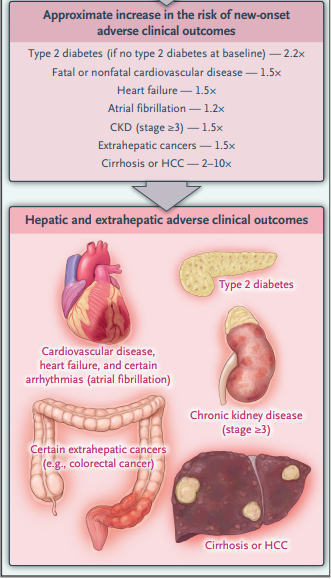 Approximate increase in the risk of new-onset
adverse clinical outcomes
Type 2 diabetes (if no type 2 diabetes at baseline) — 2.2×
Fatal or nonfatal cardiovascular disease — 1.5×
Heart failure — 1.5×
Atrial fibrillation — 1.2×
CKD (stage ≥3) — 1.5×
Extrahepatic cancers — 1.5×
Cirrhosis or HCC — 2–10×
Hepatic and extrahepatic adverse clinical outcomes
Type 2 diabetes
Cardiovascular disease,
heart failure, and certain
arrhythmias (atrial fibrillation)
Chronic kidney disease
(stage ≥3)
Certain extrahepatic cancers
(e.g., colorectal cancer)
Cirrhosis or HCC